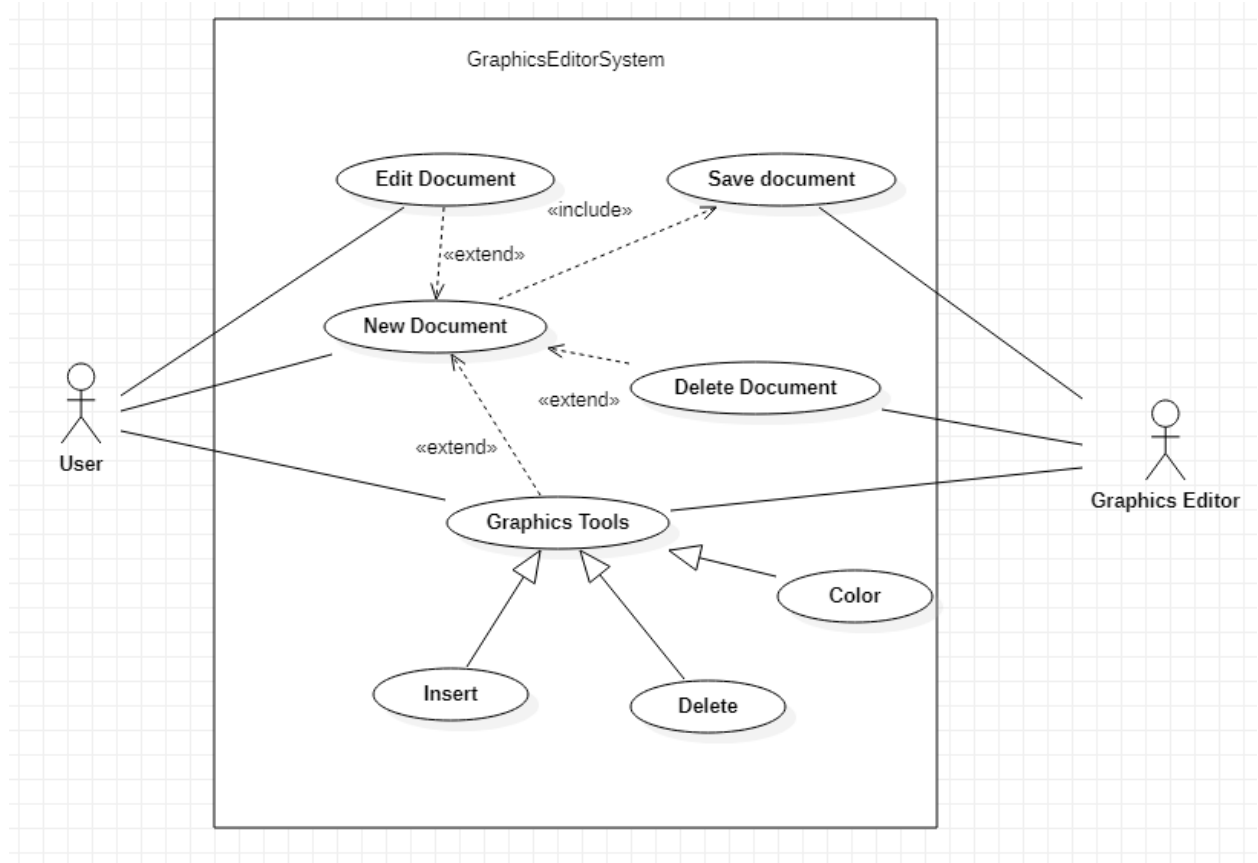 GraphicsEditorSystem
Edit Document
Save document
«include»
«extend»
New Document
Delete Document
«extend»
«extend»
User
Graphics Editor
Graphics Tools
Color
Insert
Delete